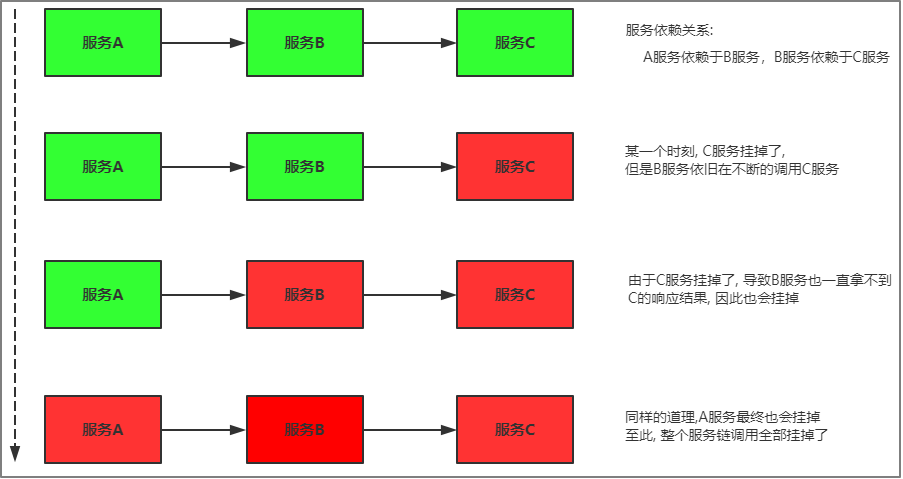 服务A
服务B
服务C
服务依赖关系:
A服务依赖于B服务，B服务依赖于C服务
服务A
服务B
服务C
某一个时刻, C服务挂掉了,
但是B服务依旧在不断的调用C服务
服务A
服务B
服务C
由于C服务挂掉了, 导致B服务也一直拿不到
C的响应结果, 因此也会挂掉
服务A
服务B
服务C
同样的道理,A服务最终也会挂掉
至此, 整个服务链调用全部挂掉了